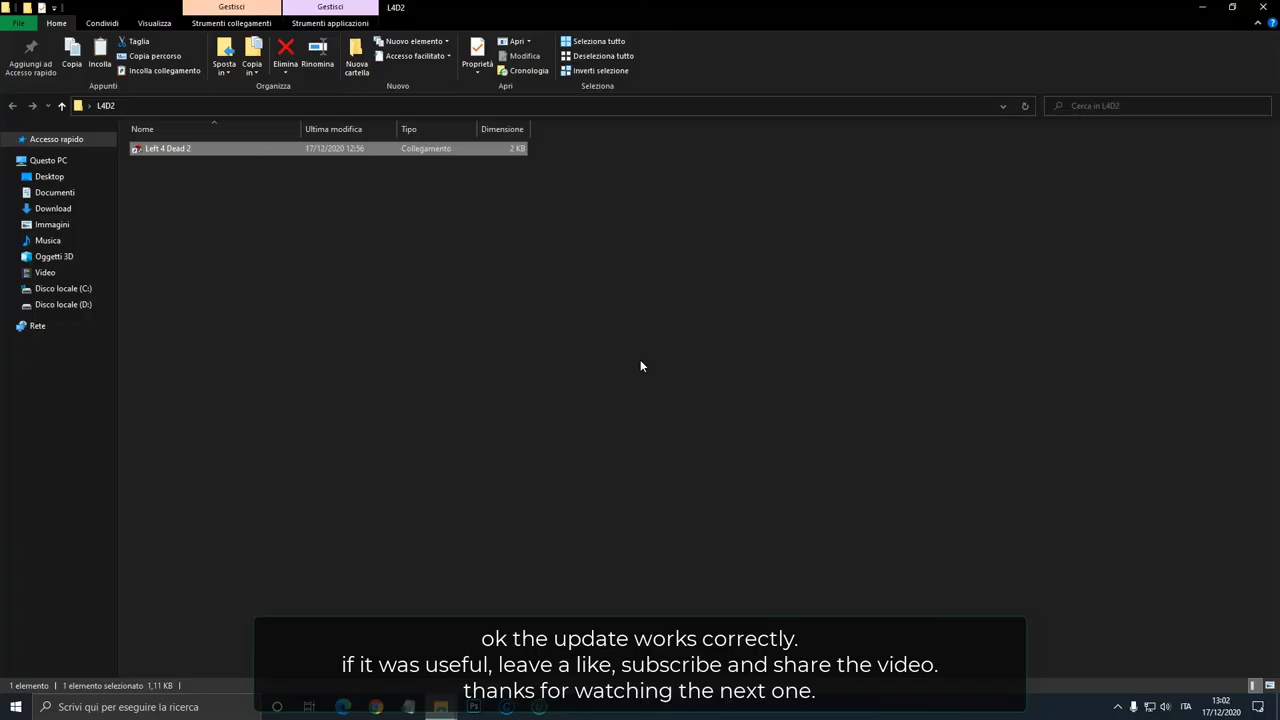 Gestisci
Gestisci
L4D2
File
Home
Condividi
Visualizza
Strumenti collegamenti
Strumenti applicazioni
Aggiungi ad
Accesso rapido
Copia
Incolla
Taglia
Copia percorso
Incolla collegamento
Appunti
Sposta
in
Copia
in
Elimina
Rinomina
Organizza
Nuova
cartella
Nuovo elemento
Accesso facilitato
Nuovo
Proprietà
Apri
Modifica
Cronologia
Apri
Seleziona tutto
Deseleziona tutto
Inverti selezione
Seleziona
L4D2
Cerca in L4D2
Accesso rapido
Questo PC
Desktop
Documenti
Download
Immagini
Musica
Oggetti 3D
Video
Disco locale (C:)
Disco locale (D:)
Rete
Nome
Ultima modifica
Tipo
Dimensione
Left 4 Dead 2
17/12/2020 12:56
Collegamento
2 KB
ok the update works correctly.
if it was useful, leave a like, subscribe and share the video.
thanks for watching the next one.
1 elemento
1 elemento selezionato 1,11 KB
Scrivi qui per eseguire la ricerca
Ps
ITA
13:02
17/12/2020